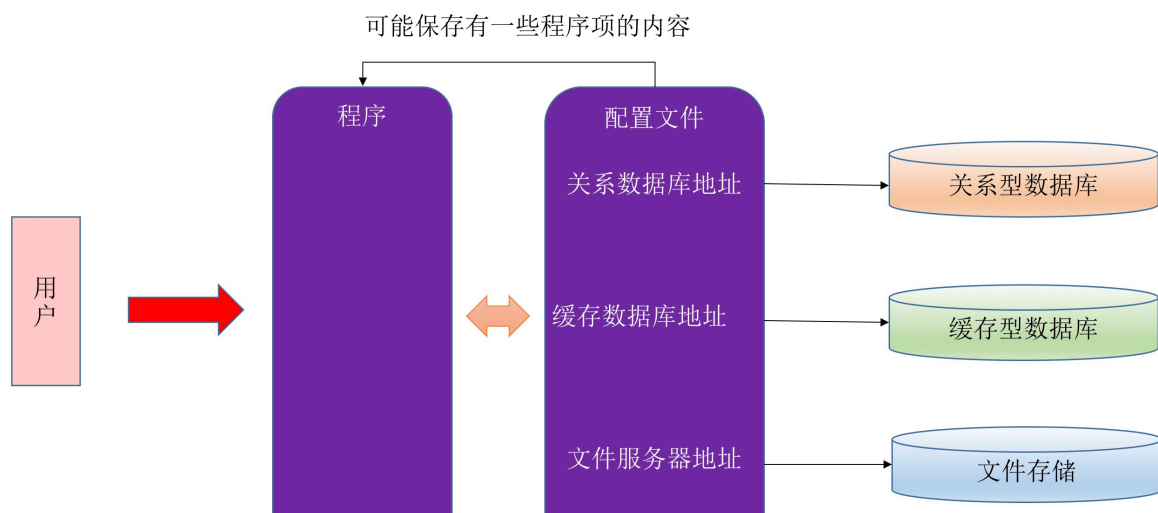 可能保存有一些程序项的内容
程序
配置文件
关系数据库地址
关系型数据库
用户
缓存数据库地址
缓存型数据库
文件服务器地址
文件存储